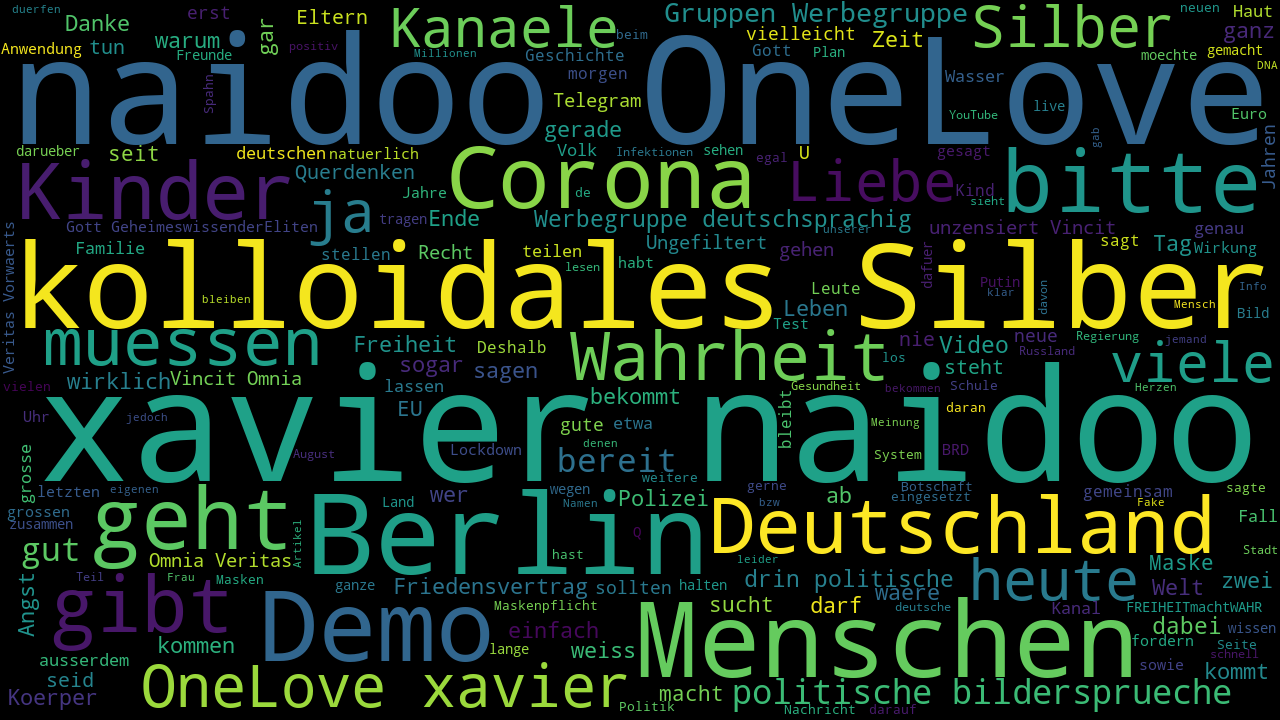 duerfen
Danke
erst
Eltern
gar
Kanaele
beim
Gruppen Werbegruppe
Silber
neuen
Haut
ganz
Anwendung
tun
warum
Freunde
positiv
Millionen
Geschichte
vielleicht
Zeit
Gott
Plan
moechte
gemacht
DNA
naidoo
OneLove
Spahn
morgen
Telegram
Wasser
YouTube
live
Euro
gab
Jahren
gerade
darueber
seit
deutschen
natuerlich
Volk
Infektionen
sehen
egal
U
gesagt
Kinder
Querdenken
Corona
Liebe
Kind
bitte
ja
Jahre
de
sieht
tragen
Ende
Werbegruppe deutschsprachig
Gott GeheimeswissenderEliten
unserer
unzensiert Vincit
genau
Veritas Vorwaerts
Familie
stellen
Recht
teilen
Ungefiltert
gehen
dafuer
sagt
Tag
Wirkung
lesen
habt
kolloidales Silber
bleiben
Leute
Leben
Putin
klar
davon
Mensch
Info
Bild
Test
muessen
Freiheit
Deshalb
Wahrheit
nie
neue
Video
Regierung
jemand
Russland
viele
sogar
sagen
los
steht
vielen
wirklich
Vincit Omnia
lassen
bekommt
Gesundheit
bekommen
Schule
Herzen
EU
xavier naidoo
Uhr
jedoch
gute
etwa
bleibt
Meinung
daran
grosse
August
Lockdown
denen
System
BRD
bereit
weitere
letzten
eigenen
geht
Berlin
wer
wegen
Namen
Polizei
gerne
bzw
ab
Botschaft
eingesetzt
gemeinsam
sagte
Fake
Land
grossen
zusammen
Deutschland
Fall
Stadt
Artikel
Q
gut
Omnia Veritas
hast
leider
Angst
Teil
Frau
Masken
ganze
Friedensvertrag
sollten
halten
drin politische
waere
heute
Maske
Welt
zwei
gibt
Demo
Maskenpflicht
sucht
darf
deutsche
Kanal
FREIHEITmachtWAHR
Menschen
einfach
dabei
wissen
kommen
lange
weiss
fordern
Seite
schnell
ausserdem
seid
sowie
kommt
Koerper
OneLove xavier
macht
politische bildersprueche
Politik
Nachricht
darauf